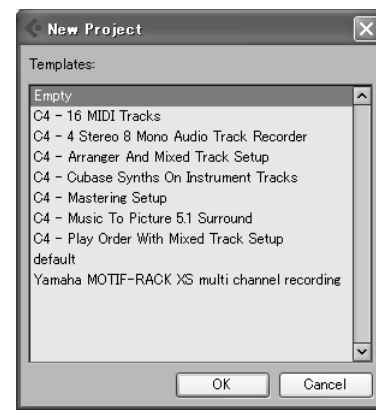 New Project
Templates:
Empty
C4 - 16 MIDI Tracks
C4 - 4 Stereo 8 Mono Audio Track Recorder
C4 - Arranger And Mixed Track Setup
C4 - Cubase Synths On Instrument Tracks
C4 - Mastering Setup
C4 - Music To Picture 5.1 Surround
C4 - Play Order With Mixed Track Setup
default
Yamaha MOTIF-RACK XS multi channel recording
OK Cancel